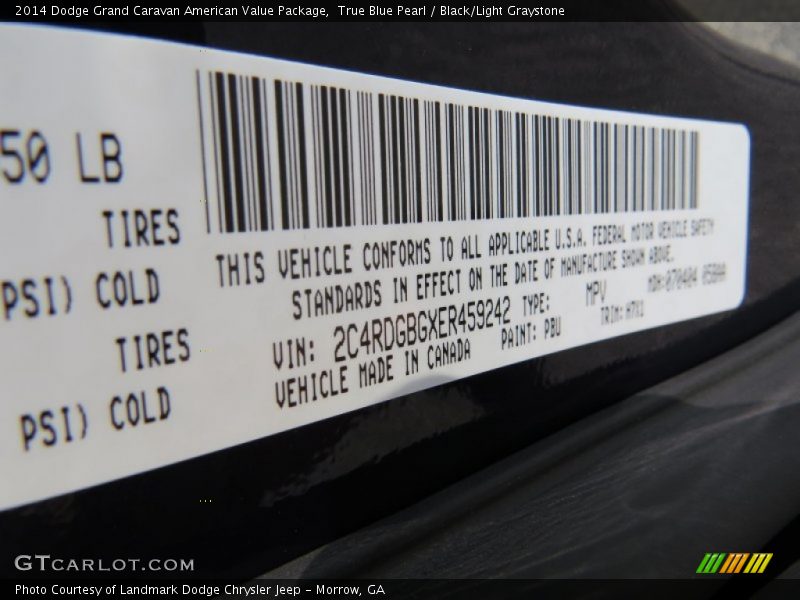 2014 Dodge Grand Caravan American Value Package,  True Blue Pearl / Black/Light Graystone
50 LB
TIRES
PSI) COLD
TIRES
PSI) COLD
THIS VEHICLE CONFORMS TO ALL APPLICABLE U.S.A. FEDERAL MOTOR VEHICLE SAFETY
STANDARDS IN EFFECT ON THE DATE OF MANUFACTURE SHOWN ABOVE.
VIN: 2C4RDGBGXER459242 TYPE: MPV MDH:070404
VEHICLE MADE IN CANADA PAINT: PBU TRIM:
GTCARLOT.COM
Photo Courtesy of Landmark Dodge Chrysler Jeep - Morrow, GA